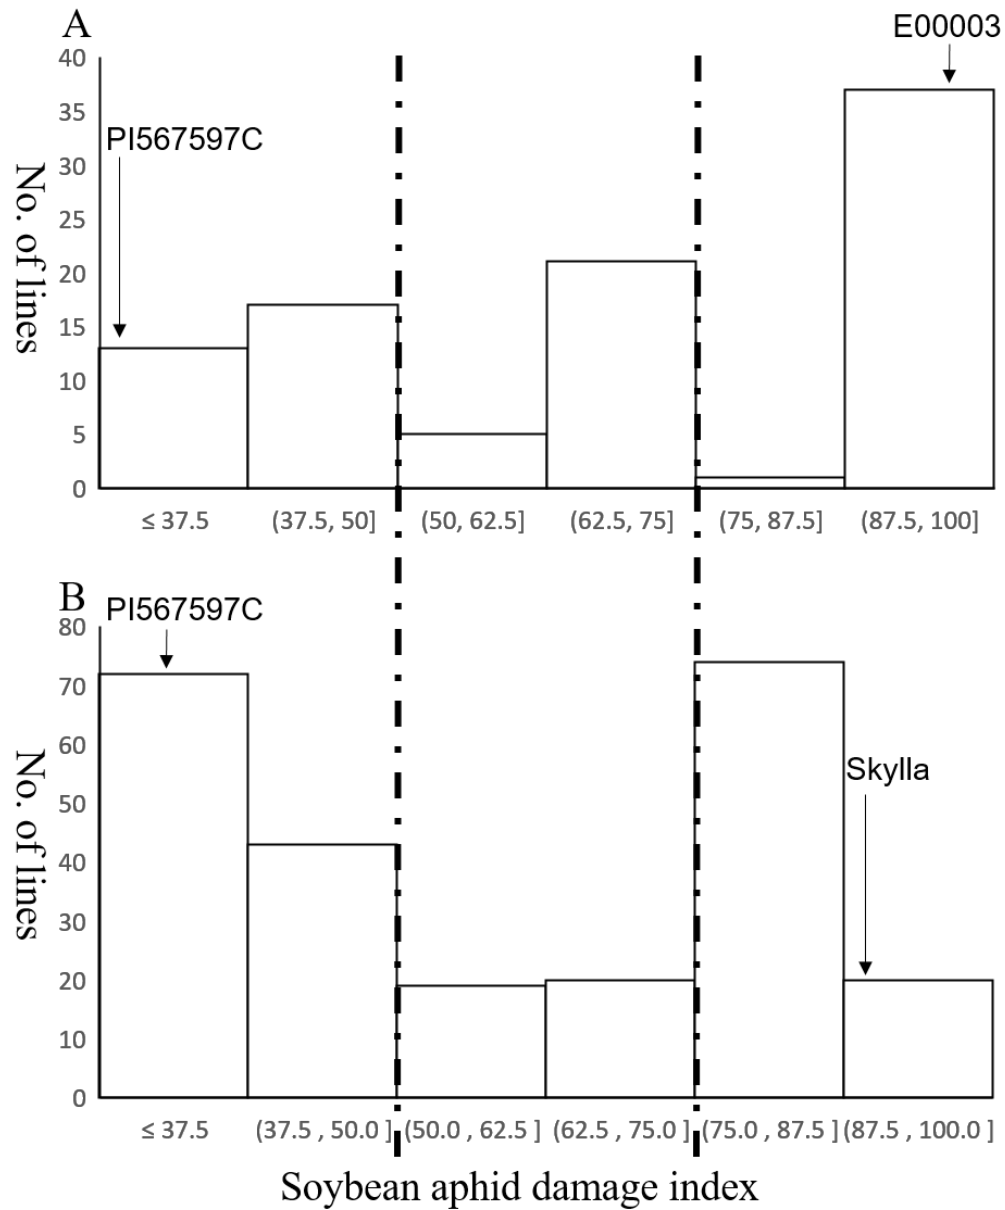 A
E00003
PI567597C
No. of lines
40
35
30
25
20
15
10
5
0
≤ 37.5 (37.5, 50] (50, 62.5] (62.5, 75] (75, 87.5] (87.5, 100]
B
PI567597C
Skylla
No. of lines
80
70
60
50
40
30
20
10
0
≤ 37.5 (37.5 , 50.0 ] (50.0 , 62.5 ] (62.5 , 75.0 ] (75.0 , 87.5 ] (87.5 , 100.0 ]
Soybean aphid damage index